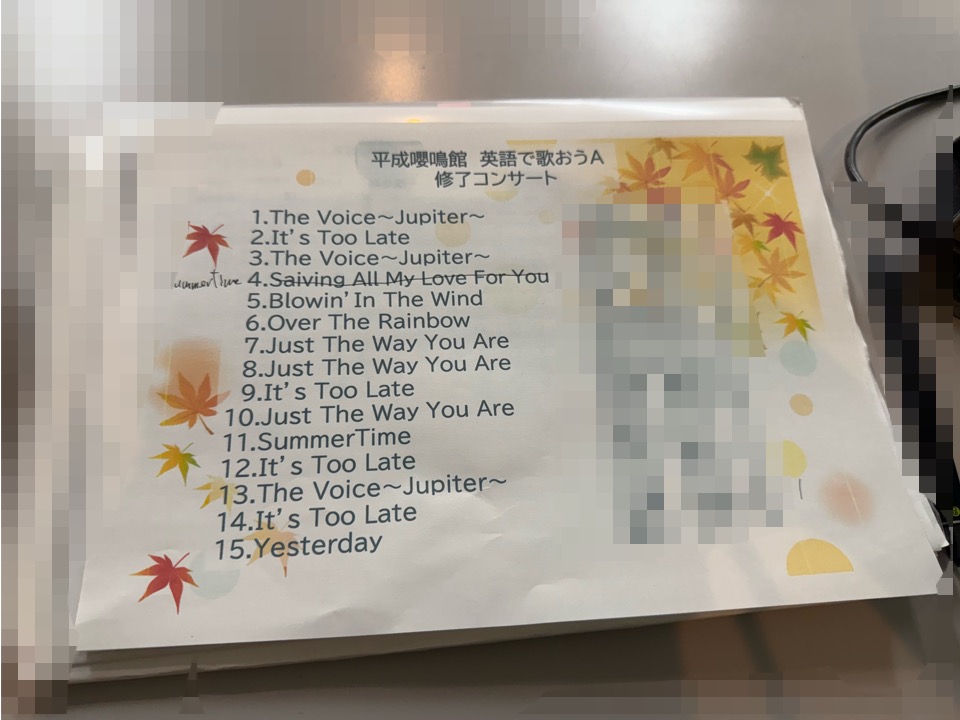 平成嚶鳴館 英語で歌おうA
修了コンサート
1.The Voice～Jupiter～
2.It's Too Late
3.The Voice～Jupiter～
summertime 4.Saiving All My Love For You
5.Blowin' In The Wind
6.Over The Rainbow
7.Just The Way You Are
8.Just The Way You Are
9.It's Too Late
10.Just The Way You Are
11.SummerTime
12.It's Too Late
13.The Voice～Jupiter～
14.It's Too Late
15.Yesterday